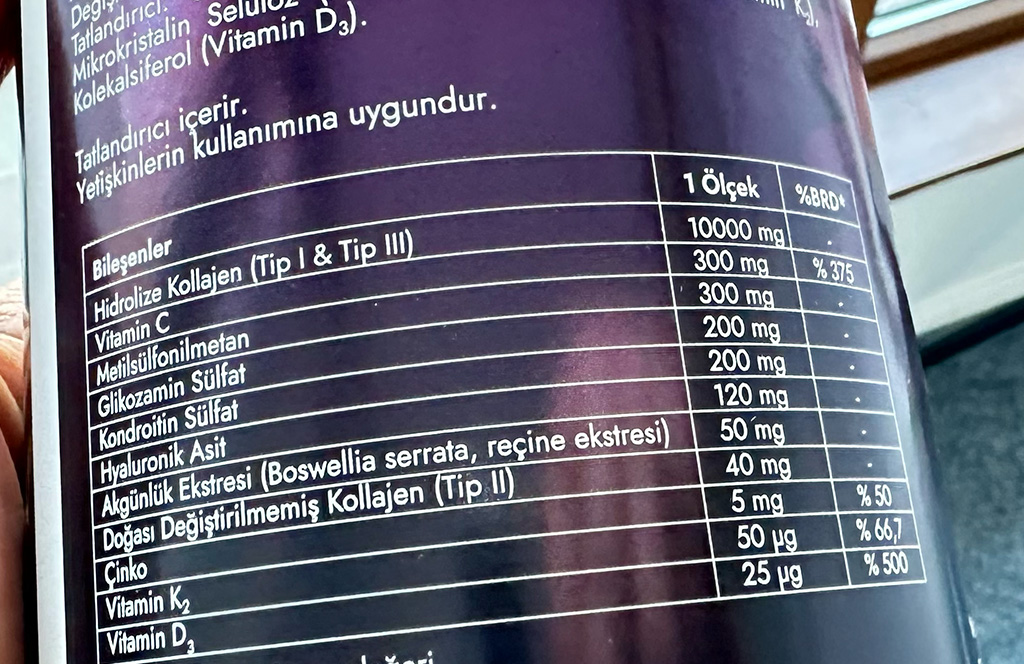 Tatlandırıcı.
Mikrokristalin Selüloz
Kolekalsiferol (Vitamin D₃).
K₂),
Tatlandırıcı içerir.
Yetişkinlerin kullanımına uygundur.
Bileşenler 1 Ölçek %BRD*
Hidrolize Kollajen (Tip I & Tip III) 10000 mg .
Vitamin C 300 mg % 375
Metilsülfonilmetan 300 mg .
Glikozamin Sülfat 200 mg .
Kondroitin Sülfat 200 mg .
Hyaluronik Asit 120 mg .
Akgünlük Ekstresi (Boswellia serrata, reçine ekstresi) 50 mg .
Doğası Değiştirilmemiş Kollajen (Tip II) 40 mg .
Çinko 5 mg % 50
Vitamin K₂ 50 µg % 66,7
Vitamin D₃ 25 µg % 500